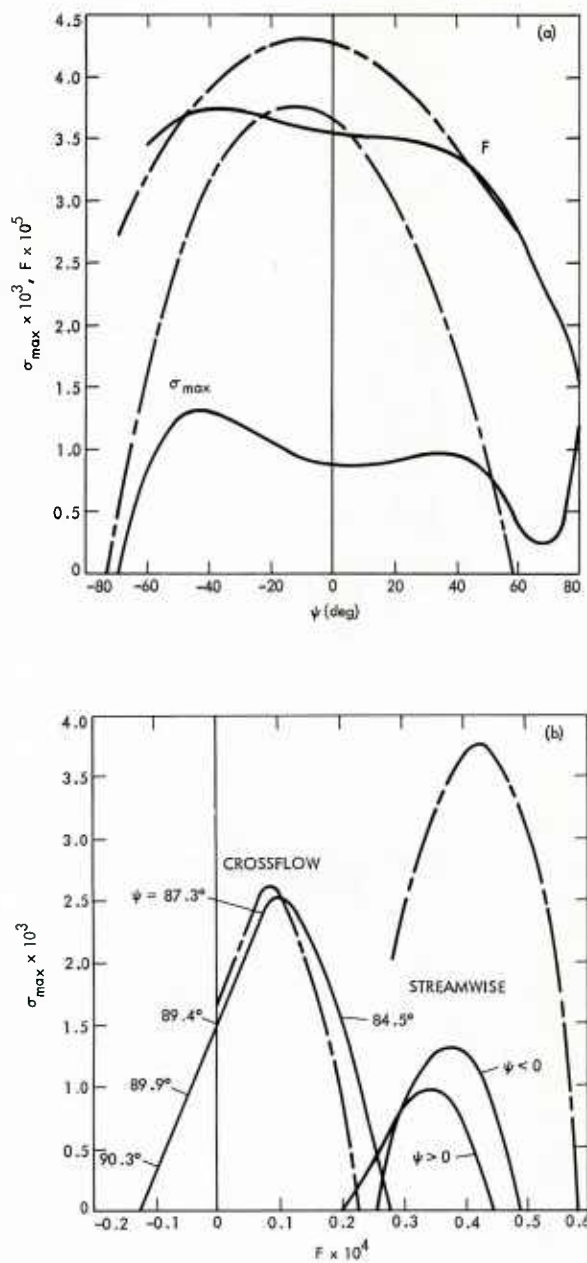 (a)
4.5
4.0
3.5
3.0
2.5
4.0
1.5
1.0
0.5
0
σmax × 10³, F × 10⁵
F
σmax
-80 -60 -40 -20 0 20 40 60 80
ψ (deg)
(b)
4.0
3.5
3.0
2.5
2.0
1.5
1.0
0.5
0
σmax × 10³
CROSSFLOW
ψ = 87.3°
89.4°
89.9°
90.3°
84.5°
STREAMWISE
ψ < 0
ψ > 0
-0.2 -0.1 0 0.1 0.2 0.3 0.4 0.5 0.6
F × 10⁴